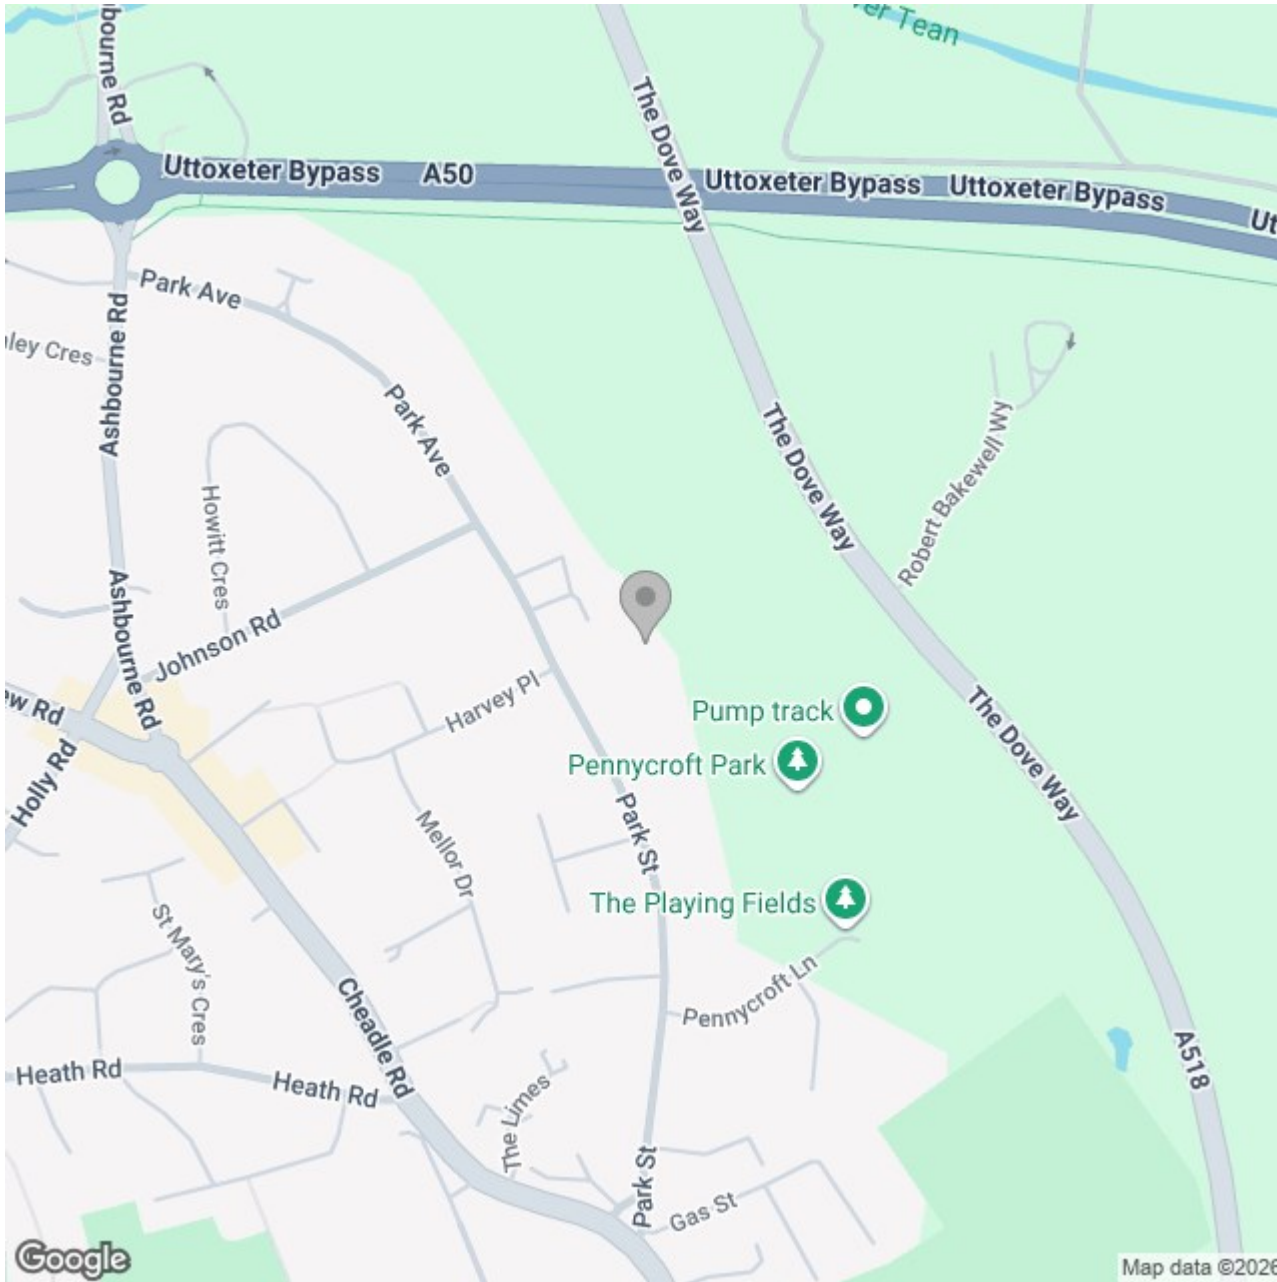 bourne Rd
er Tean
The Dove Way
Uttoxeter Bypass
A50
Uttoxeter Bypass
Uttoxeter Bypass
Ut
Park Ave
Ashbourne Rd
ley Cres
Park Ave
The Dove Way
Robert Bakewell Wy
Howitt Cres
Ashbourne Rd
Johnson Rd
Harvey Pl
ew Rd
Holly Rd
Pump track
Pennycroft Park
The Dove Way
Park St
Mellor Dr
The Playing Fields
St Mary's Cres
Pennycroft Ln
Cheadle Rd
A518
Heath Rd
Heath Rd
The Limes
Park St
Gas St
Google
Map data ©2026